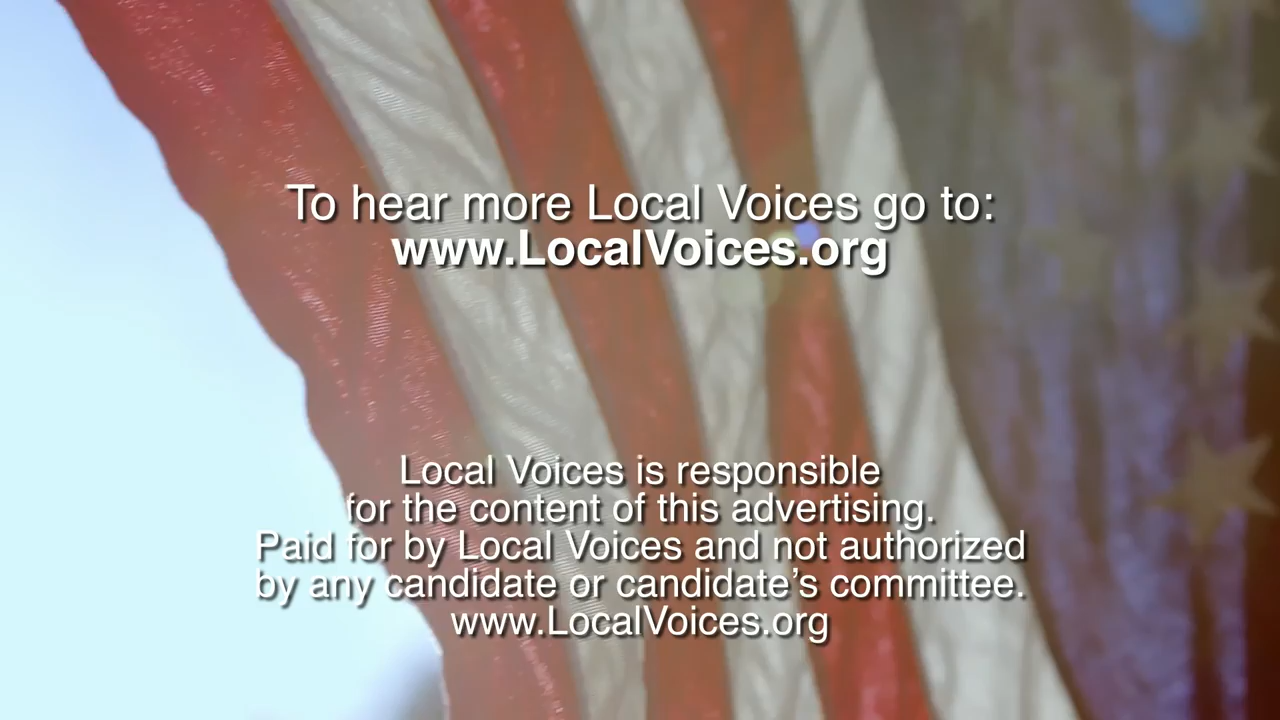 To hear more Local Voices go to:
www.LocalVoices.org
Local Voices is responsible
for the content of this advertising.
Paid for by Local Voices and not authorized
by any candidate or candidate’s committee.
www.LocalVoices.org